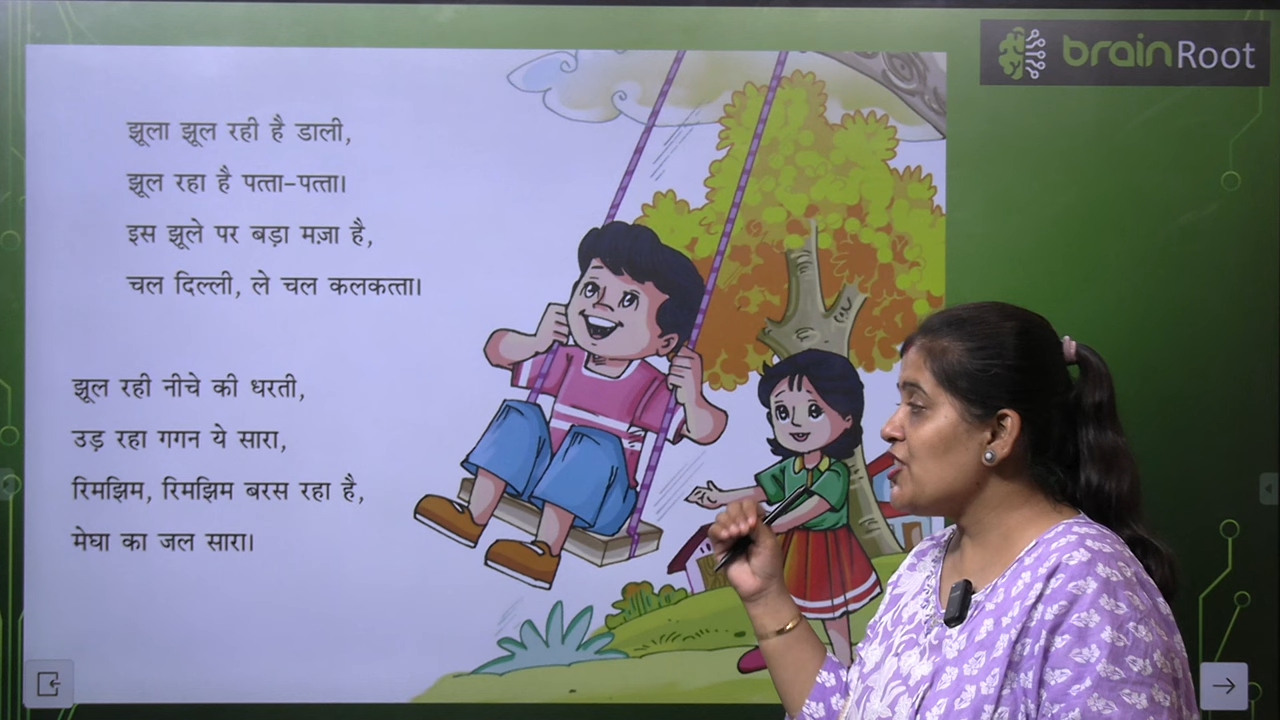 brainRoot
झूला झूल रही है डाली,
झूल रहा है पत्ता-पत्ता।
इस झूले पर बड़ा मज़ा है,
चल दिल्ली, ले चल कलकत्ता।
झूल रही नीचे की धरती,
उड़ रहा गगन ये सारा,
रिमझिम, रिमझिम बरस रहा है,
मेघा का जल सारा।